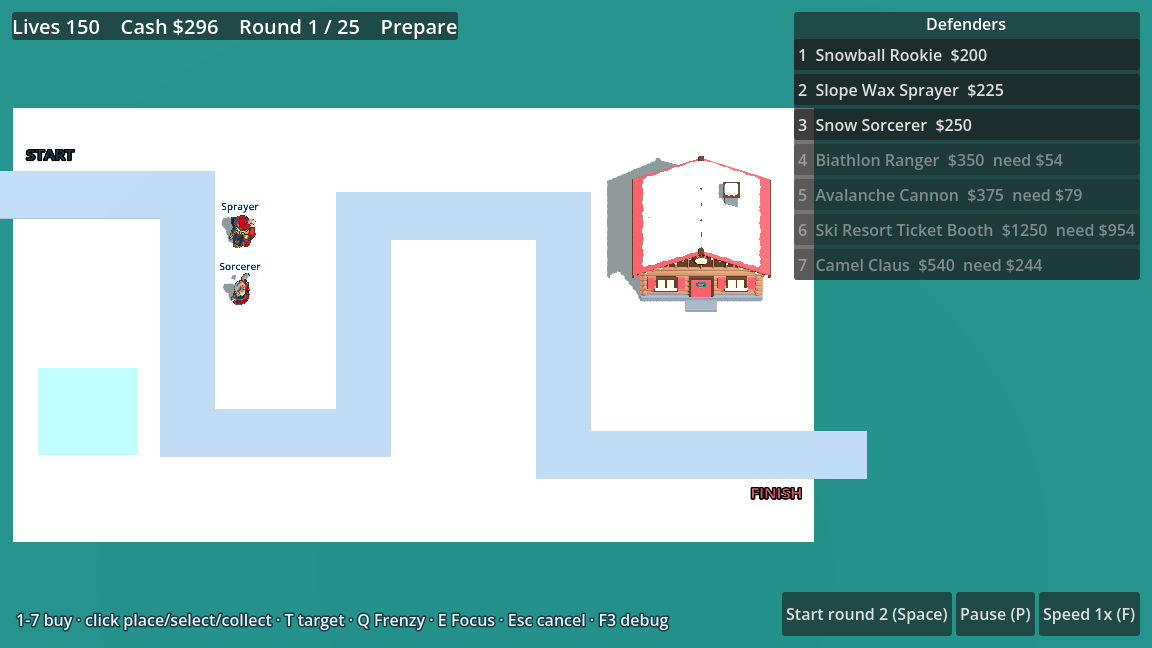 Lives 150 Cash $296 Round 1 / 25 Prepare
Defenders
1 Snowball Rookie $200
2 Slope Wax Sprayer $225
3 Snow Sorcerer $250
4 Biathlon Ranger $350 need $54
5 Avalanche Cannon $375 need $79
6 Ski Resort Ticket Booth $1250 need $954
7 Camel Claus $540 need $244
START
Sprayer
Sorcerer
FINISH
1-7 buy · click place/select/collect · T target · Q Frenzy · E Focus · Esc cancel · F3 debug
Start round 2 (Space) Pause (P) Speed 1x (F)